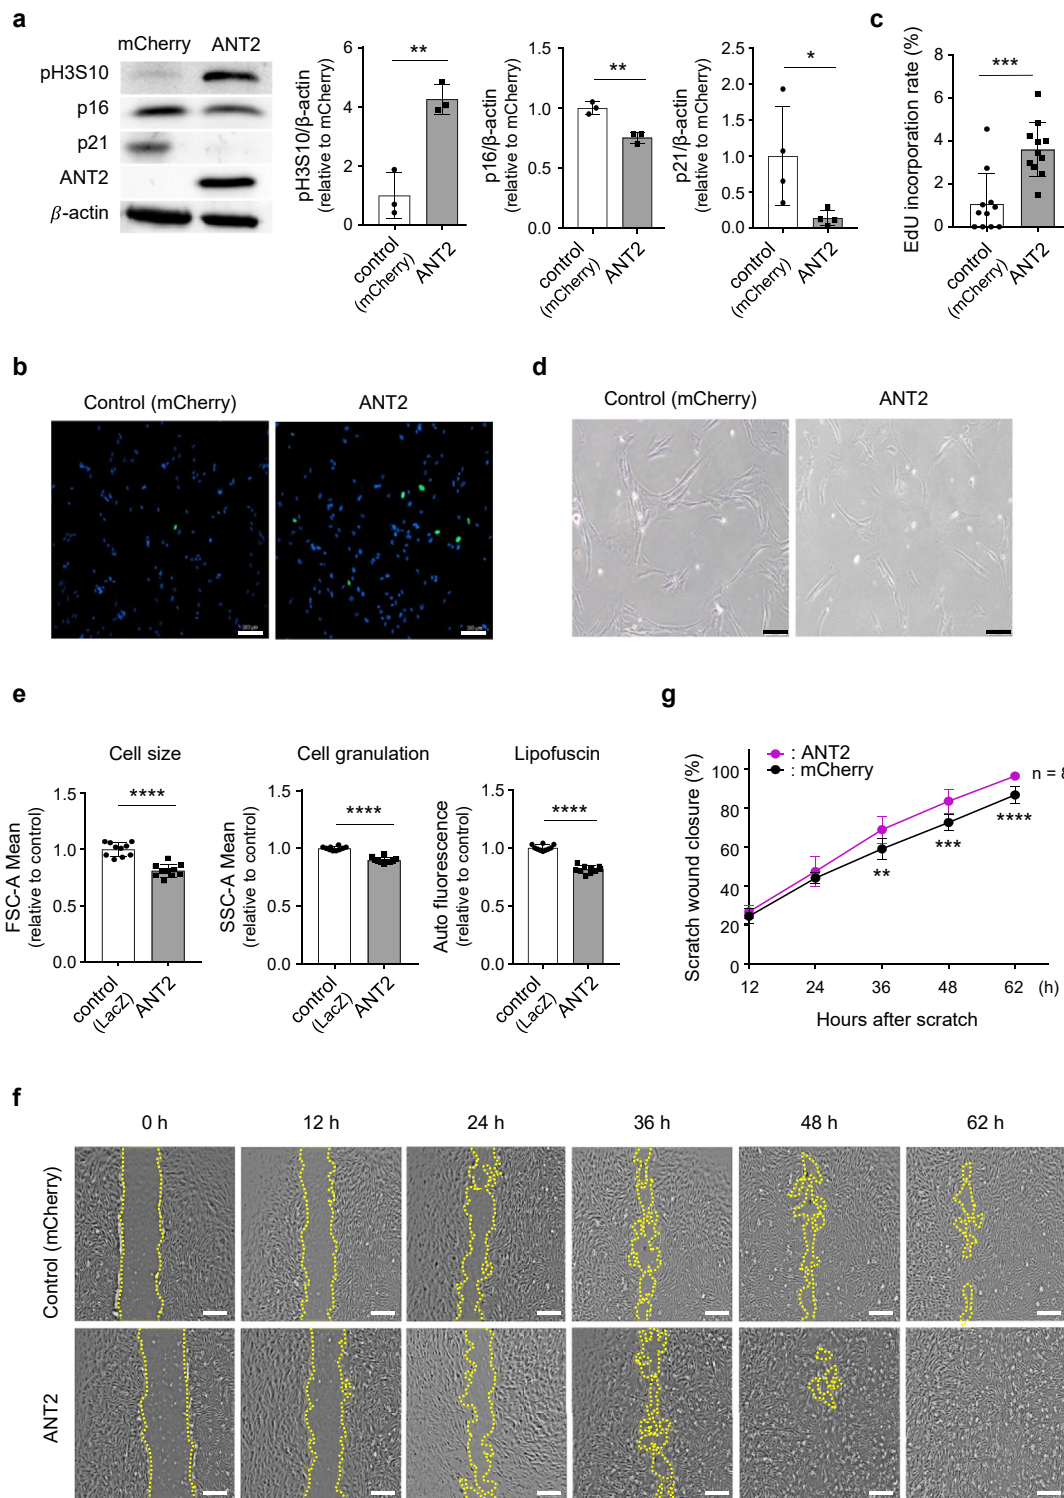 a
mCherry ANT2
pH3S10
p16
p21
ANT2
β-actin
pH3S10/β-actin
(relative to mCherry)
6
4
2
0
**
control
(mCherry)
ANT2
p16/β-actin
(relative to mCherry)
1.5
1.0
0.5
0.0
**
control
(mCherry)
ANT2
p21/β-actin
(relative to mCherry)
2.5
2.0
1.5
1.0
0.5
0.0
*
control
(mCherry)
ANT2
c
EdU incorporation rate (%)
8
6
4
2
0
***
control
(mCherry)
ANT2
b
Control (mCherry) ANT2
d
Control (mCherry) ANT2
e
Cell size
FSC-A Mean
(relative to control)
1.5
1.0
0.5
0.0
****
control
(LacZ)
ANT2
Cell granulation
SSC-A Mean
(relative to control)
1.5
1.0
0.5
0.0
****
control
(LacZ)
ANT2
Lipofuscin
Auto fluorescence
(relative to control)
1.5
1.0
0.5
0.0
****
control
(LacZ)
ANT2
g
: ANT2
: mCherry
n = 8
Scratch wound closure (%)
100
80
60
40
20
0
**
***
****
12 24 36 48 62 (h)
Hours after scratch
f
0 h 12 h 24 h 36 h 48 h 62 h
Control (mCherry)
ANT2